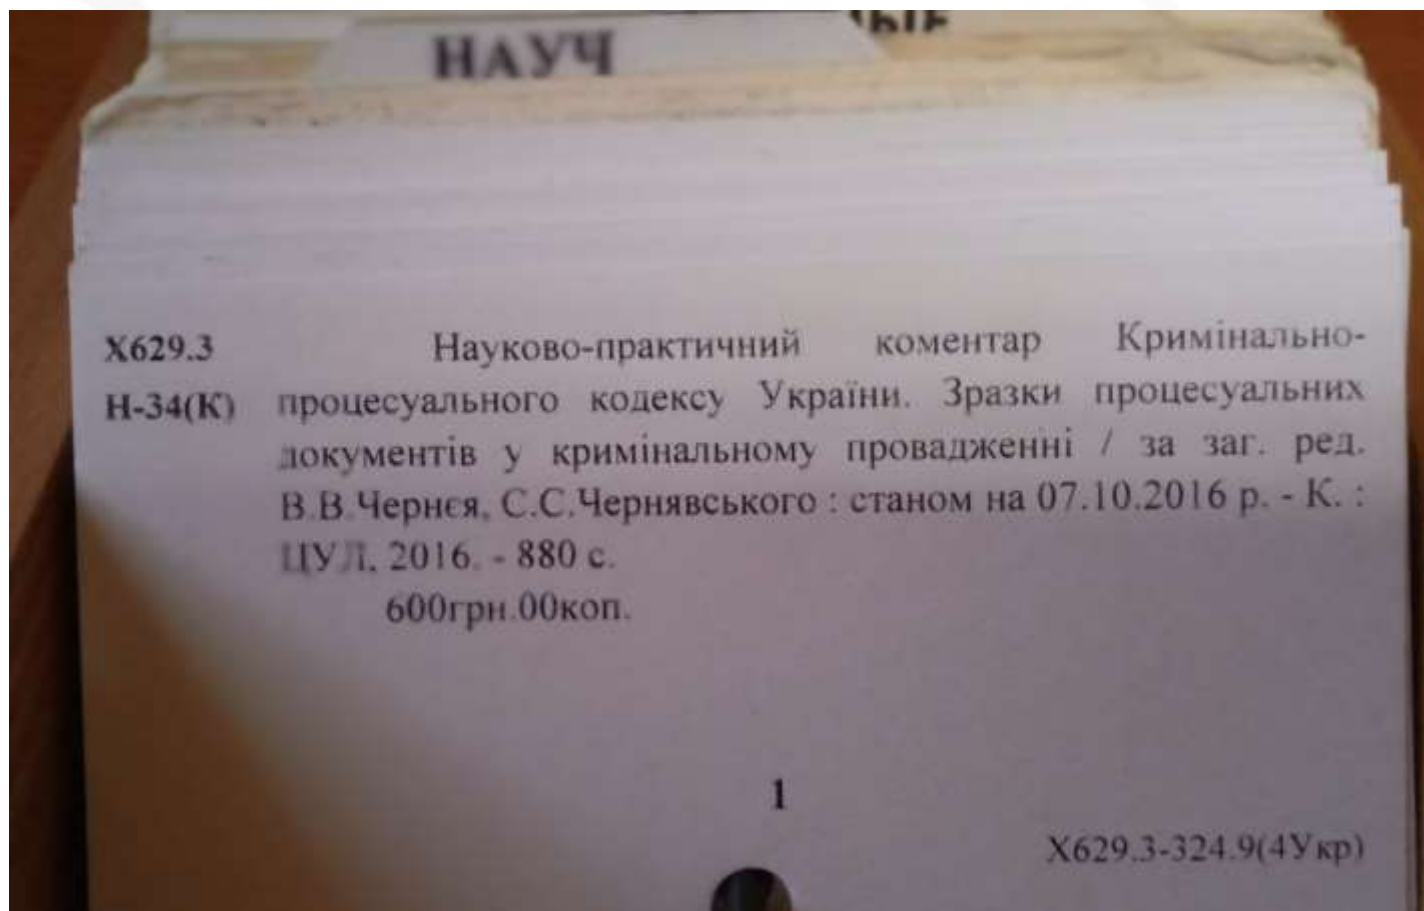 НАУЧ
Х629.3 Науково-практичний коментар Кримінально-
Н-34(К) процесуального кодексу України. Зразки процесуальних
документів у кримінальному провадженні / за заг. ред.
В.В.Чернєя, С.С.Чернявського : станом на 07.10.2016 р. - К. :
ЦУЛ, 2016. - 880 с.
600грн.00коп.
1
Х629.3-324.9(4Укр)